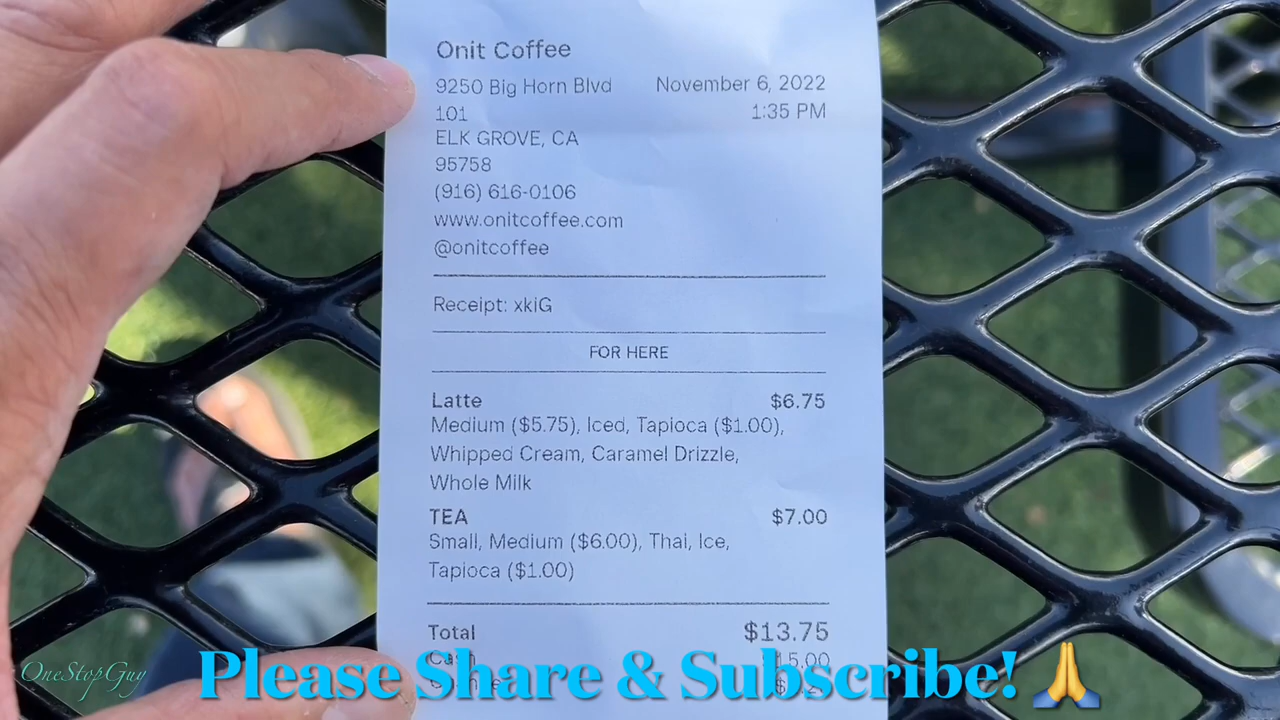 Onit Coffee
9250 Big Horn Blvd November 6, 2022
101 1:35 PM
ELK GROVE, CA
95758
(916) 616-0106
www.onitcoffee.com
@onitcoffee
Receipt: xkiG
FOR HERE
Latte $6.75
Medium ($5.75), Iced, Tapioca ($1.00),
Whipped Cream, Caramel Drizzle,
Whole Milk
TEA $7.00
Small, Medium ($6.00), Thai, Ice,
Tapioca ($1.00)
Total $13.75
OneStopGuy
Please Share & Subscribe! 🙏